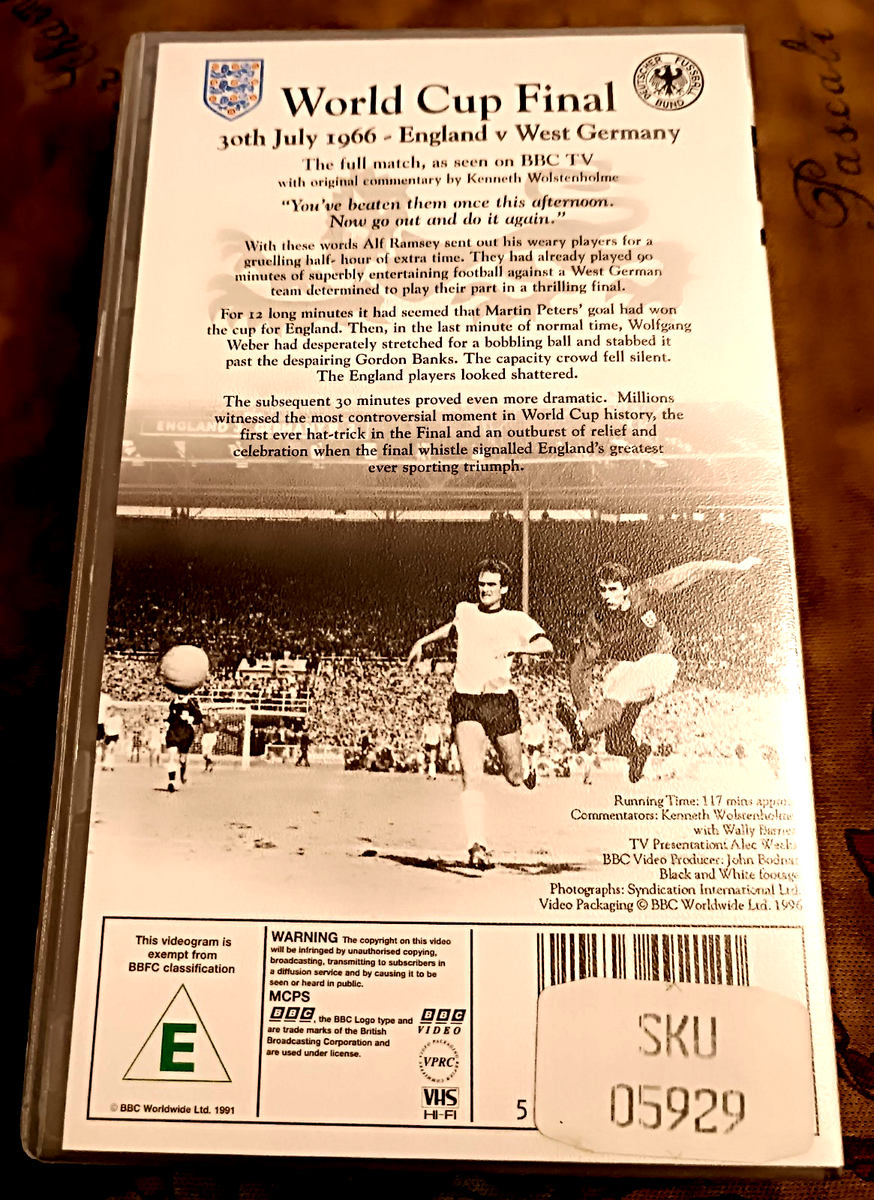 Pascali
DEUTSCHER FUSSBALL BUND
World Cup Final
30th July 1966 - England v West Germany
The full match, as seen on BBC TV
with original commentary by Kenneth Wolstenholme
"You've beaten them once this afternoon.
Now go out and do it again."
With these words Alf Ramsey sent out his weary players for a
gruelling half- hour of extra time. They had already played 90
minutes of superbly entertaining football against a West German
team determined to play their part in a thrilling final.
For 12 long minutes it had seemed that Martin Peters' goal had won
the cup for England. Then, in the last minute of normal time, Wolfgang
Weber had desperately stretched for a bobbling ball and stabbed it
past the despairing Gordon Banks. The capacity crowd fell silent.
The England players looked shattered.
The subsequent 30 minutes proved even more dramatic. Millions
witnessed the most controversial moment in World Cup history, the
first ever hat-trick in the Final and an outburst of relief and
celebration when the final whistle signalled England's greatest
ever sporting triumph.
ENGLAND
Running Time: 117 mins approx.
Commentators: Kenneth Wolstenholme
with Wally Barnes
TV Presentation: Alec Weeks
BBC Video Producer: John Bodnar
Black and White footage
Photographs: Syndication International Ltd.
Video Packaging © BBC Worldwide Ltd. 1996
This videogram is
exempt from
BBFC classification
E
© BBC Worldwide Ltd. 1991
WARNING The copyright on this video
will be infringed by unauthorised copying,
broadcasting, transmitting to subscribers in
a diffusion service and by causing it to be
seen or heard in public.
MCPS
BBC, the BBC Logo type and
are trade marks of the British
Broadcasting Corporation and
are used under license.
BBC
VIDEO
VPRC
VHS
HI-FI
5
SKU
05929